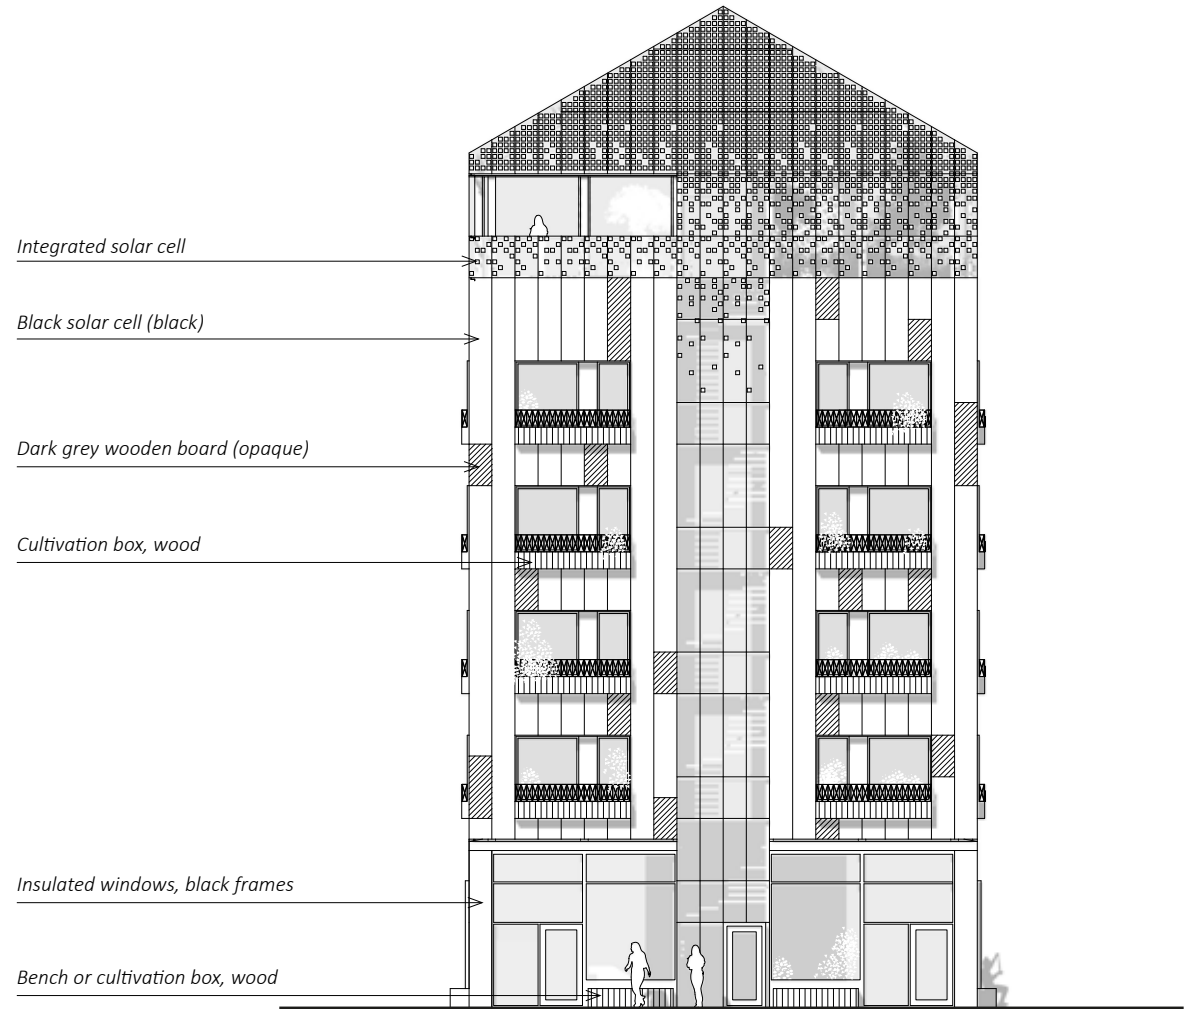 Integrated solar cell
Black solar cell (black)
Dark grey wooden board (opaque)
Cultivation box, wood
Insulated windows, black frames
Bench or cultivation box, wood